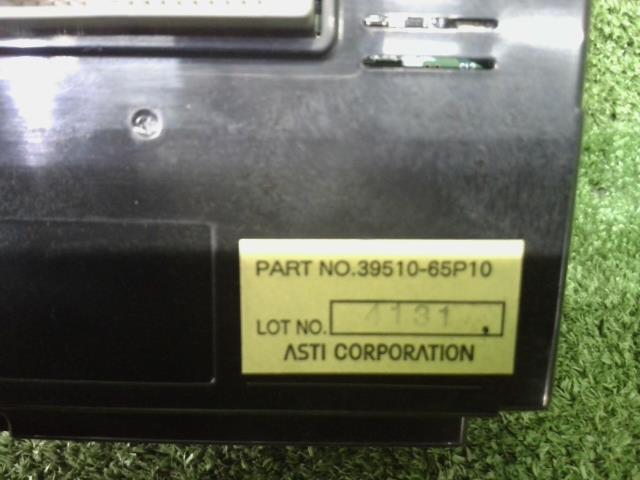 PART NO.39510-65P10
LOT NO. 4131
ASTI CORPORATION